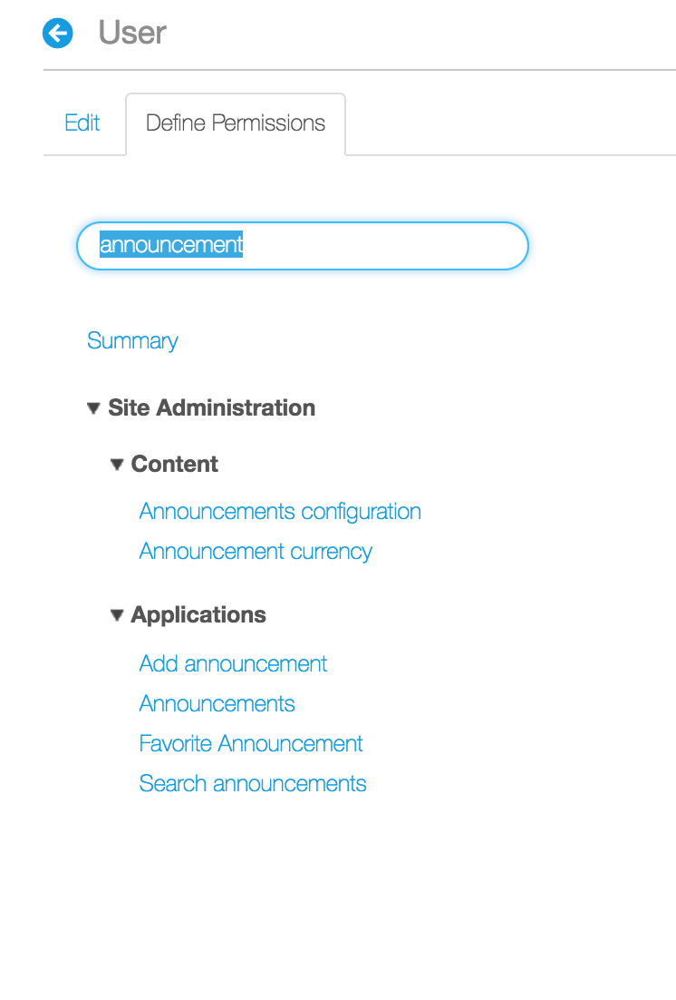 User
Edit
Define Permissions
announcement
Summary
Site Administration
Content
Announcements configuration
Announcement currency
Applications
Add announcement
Announcements
Favorite Announcement
Search announcements